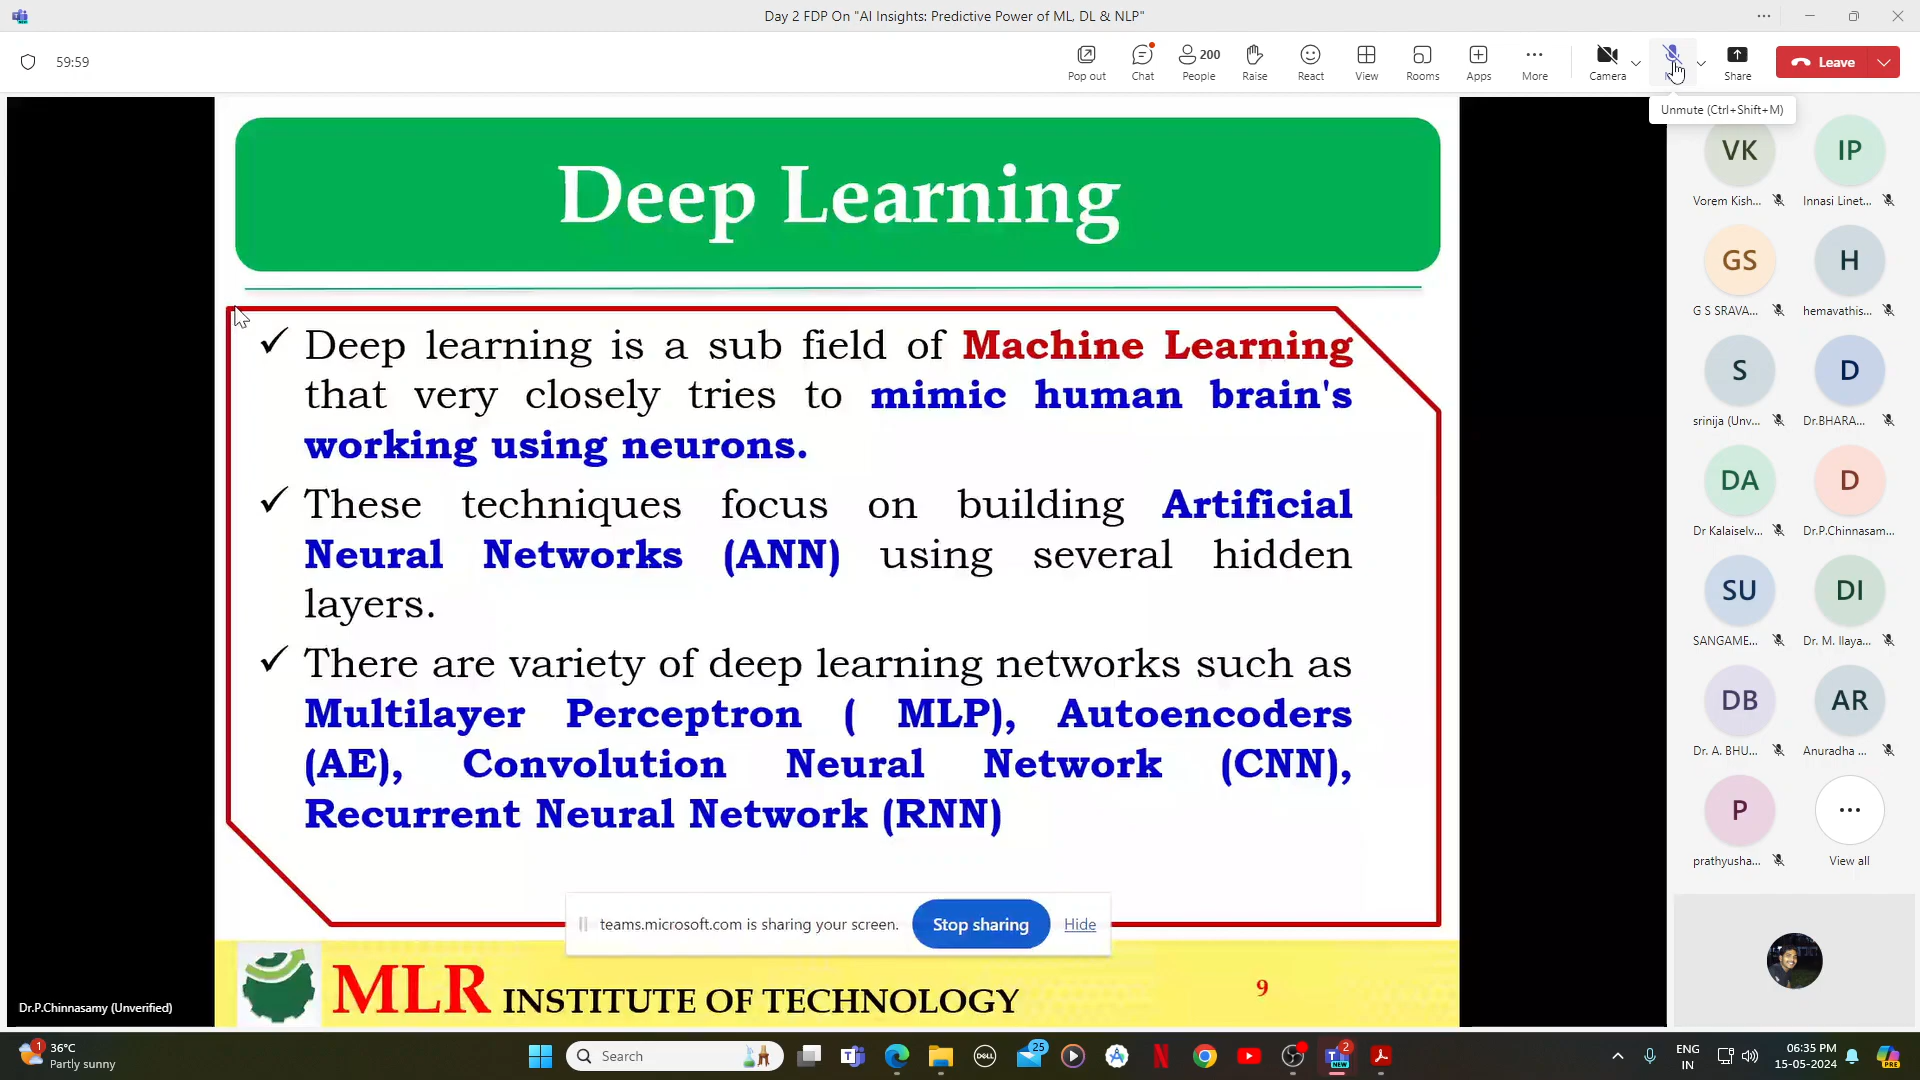 Day 2 FDP On "AI Insights: Predictive Power of ML, DL & NLP"
59:59
Pop out
Chat
200
People
Raise
React
View
Rooms
Apps
More
Camera
Share
Leave
Unmute (Ctrl+Shift+M)
Deep Learning
✓ Deep learning is a sub field of Machine Learning
that very closely tries to mimic human brain's
working using neurons.
✓ These techniques focus on building Artificial
Neural Networks (ANN) using several hidden
layers.
✓ There are variety of deep learning networks such as
Multilayer Perceptron ( MLP), Autoencoders
(AE), Convolution Neural Network (CNN),
Recurrent Neural Network (RNN)
teams.microsoft.com is sharing your screen.
Stop sharing
Hide
MLR INSTITUTE OF TECHNOLOGY
9
Dr.P.Chinnasamy (Unverified)
VK
IP
Vorem Kish...
Innasi Linet...
GS
H
G S SRAVA...
hemavathis...
S
D
srinija (Unv...
Dr.BHARA...
DA
D
Dr Kalaiselv...
Dr.P.Chinnasam...
SU
DI
SANGAME...
Dr. M. Ilaya...
DB
AR
Dr. A. BHU...
Anuradha ...
P
prathyusha...
View all
1
36°C
Partly sunny
Search
DELL
25
NEW
2
ENG
IN
06:35 PM
15-05-2024
PRE